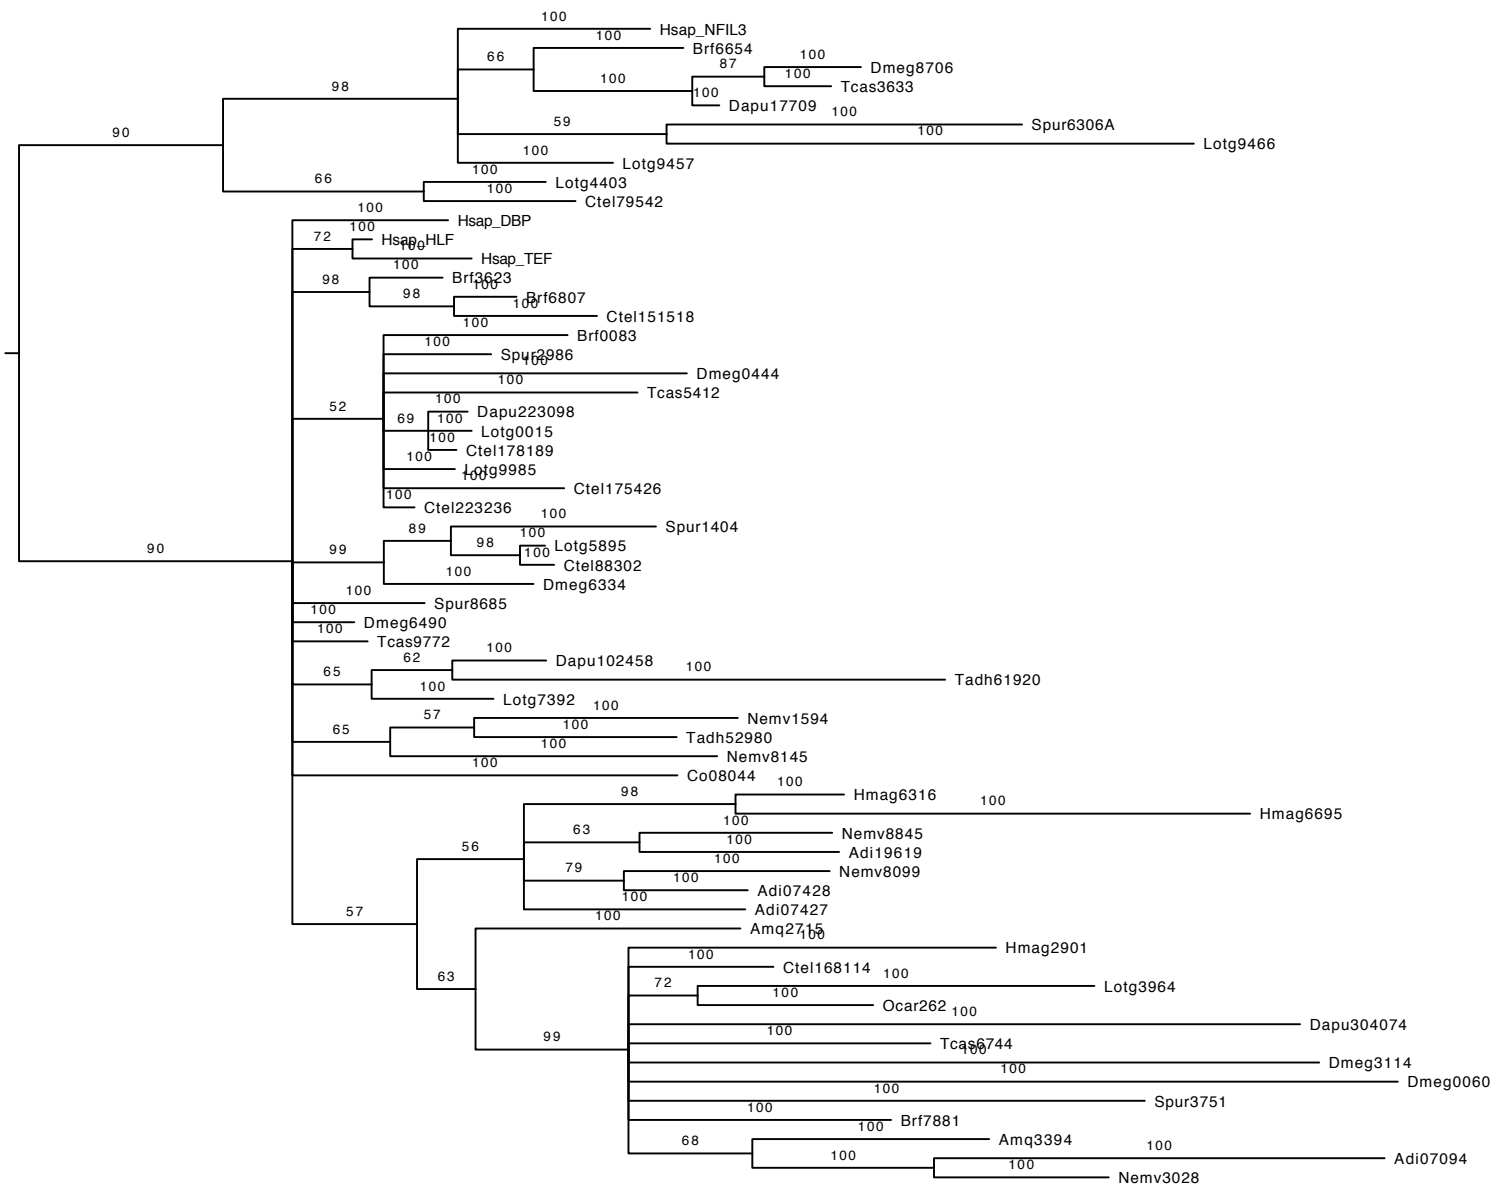 100
Hsap_NFIL3
100
66
Brf6654
100
87
Dmeg8706
100
100
Tcas3633
98
100
Dapu17709
100
59
Spur6306A
100
90
Lotg9466
100
Lotg9457
100
66
Lotg4403
100
Ctel79542
100
Hsap_DBP
100
72
Hsap_HLF
100
Hsap_TEF
100
98
Brf3623
100
98
Brf6807
100
Ctel151518
100
Brf0083
100
Spur2986
100
Dmeg0444
100
Tcas5412
100
52
Dapu223098
69
100
Lotg0015
100
Ctel178189
100
Lotg9985
100
Ctel175426
100
Ctel223236
100
89
Spur1404
100
98
Lotg5895
99
100
Ctel88302
90
100
Dmeg6334
100
Spur8685
100
Dmeg6490
100
Tcas9772
100
62
Dapu102458
100
65
Tadh61920
100
Lotg7392
100
57
Nemv1594
100
65
Tadh52980
100
Nemv8145
100
Co08044
100
98
Hmag6316
100
Hmag6695
100
63
Nemv8845
100
56
Adi19619
100
79
Nemv8099
100
Adi07428
100
Adi07427
57
100
Amq2715
100
Hmag2901
100
63
Ctel168114
100
72
Lotg3964
100
Ocar262
100
Dapu304074
99
100
Tcas6744
100
Dmeg3114
100
Dmeg0060
100
Spur3751
100
Brf7881
100
68
Amq3394
100
100
Adi07094
100
Nemv3028